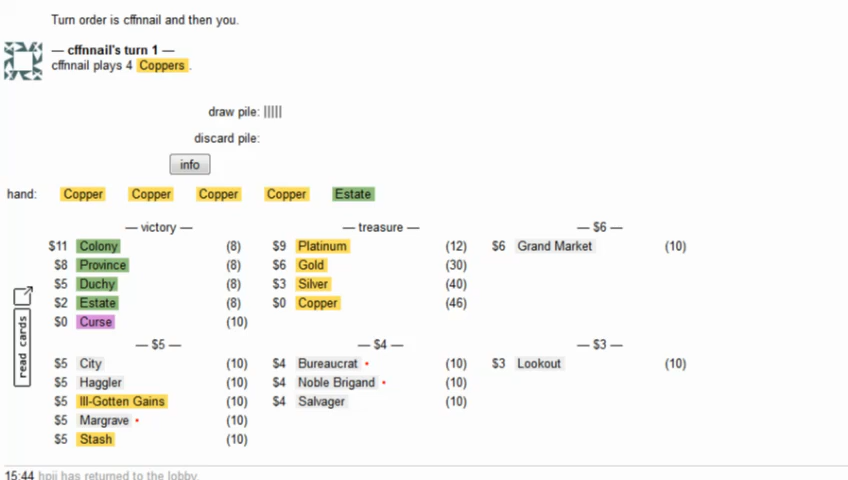 Turn order is cffnnail and then you.
— cffnnail's turn 1 —
cffnnail plays 4 Coppers.
draw pile: |||||
discard pile:
info
hand: Copper Copper Copper Copper Estate
— victory — — treasure — — $6 —
$11 Colony (8) $9 Platinum (12) $6 Grand Market (10)
$8 Province (8) $6 Gold (30)
$5 Duchy (8) $3 Silver (40)
$2 Estate (8) $0 Copper (46)
$0 Curse (10)
read cards
— $5 — — $4 — — $3 —
$5 City (10) $4 Bureaucrat • (10) $3 Lookout (10)
$5 Haggler (10) $4 Noble Brigand • (10)
$5 Ill-Gotten Gains (10) $4 Salvager (10)
$5 Margrave • (10)
$5 Stash (10)
15:44 hpii has returned to the lobby.